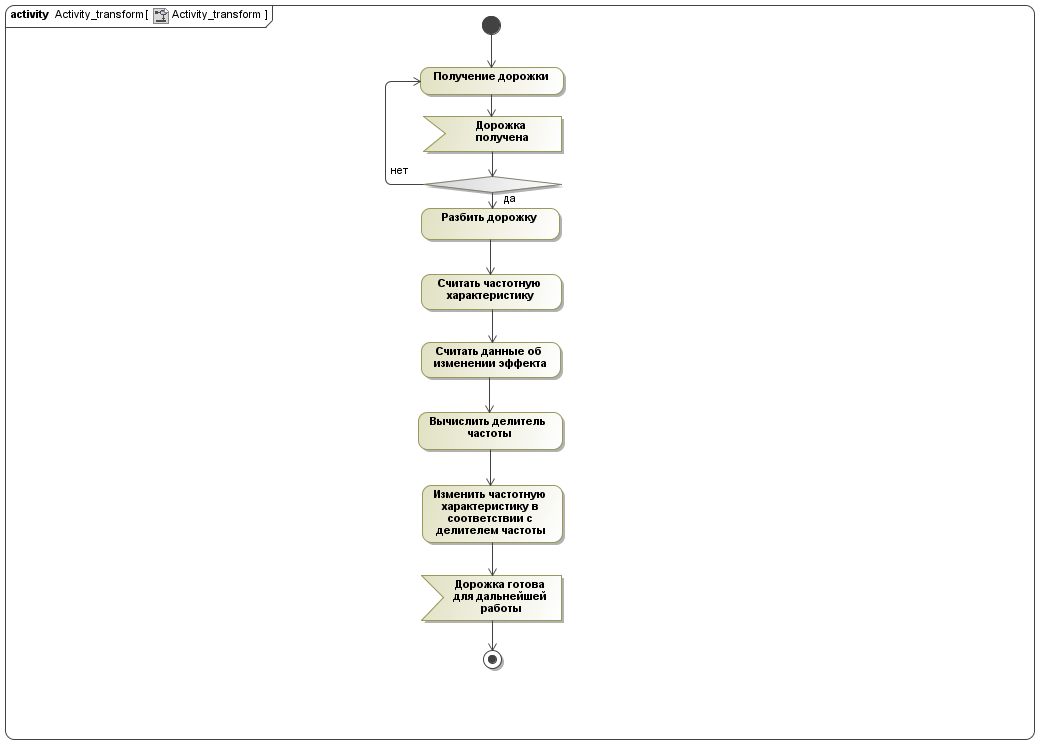 activity Activity_transform [ Activity_transform ]
Получение дорожки
Дорожка
получена
нет
да
Разбить дорожку
Считать частотную
характеристику
Считать данные об
изменении эффекта
Вычислить делитель
частоты
Изменить частотную
характеристику в
соответствии с
делителем частоты
Дорожка готова
для дальнейшей
работы